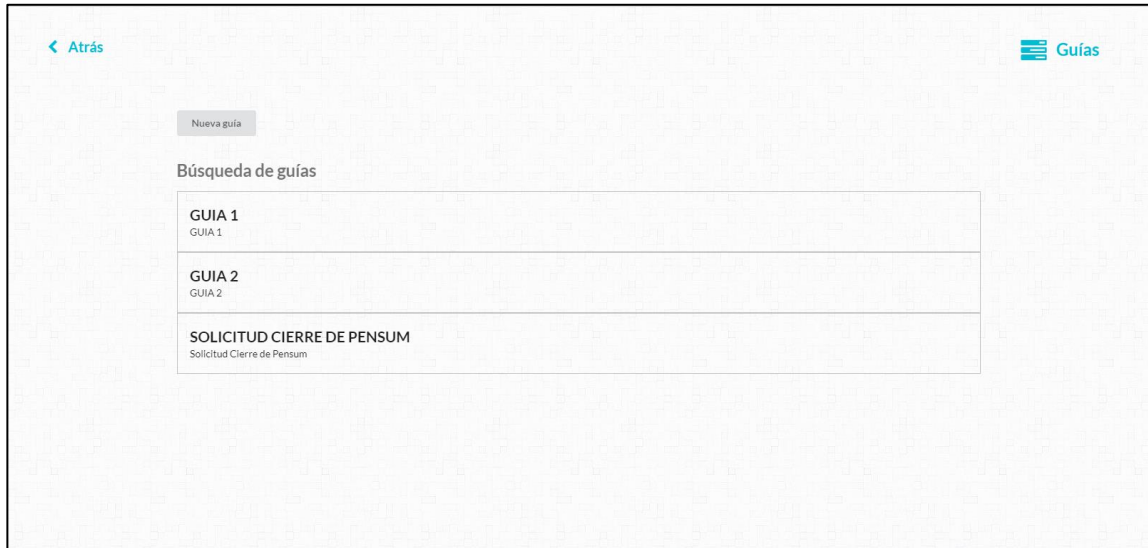 Atrás
Guías
Nueva guía
Búsqueda de guías
GUIA 1
GUIA 1
GUIA 2
GUIA 2
SOLICITUD CIERRE DE PENSUM
Solicitud Cierre de Pensum